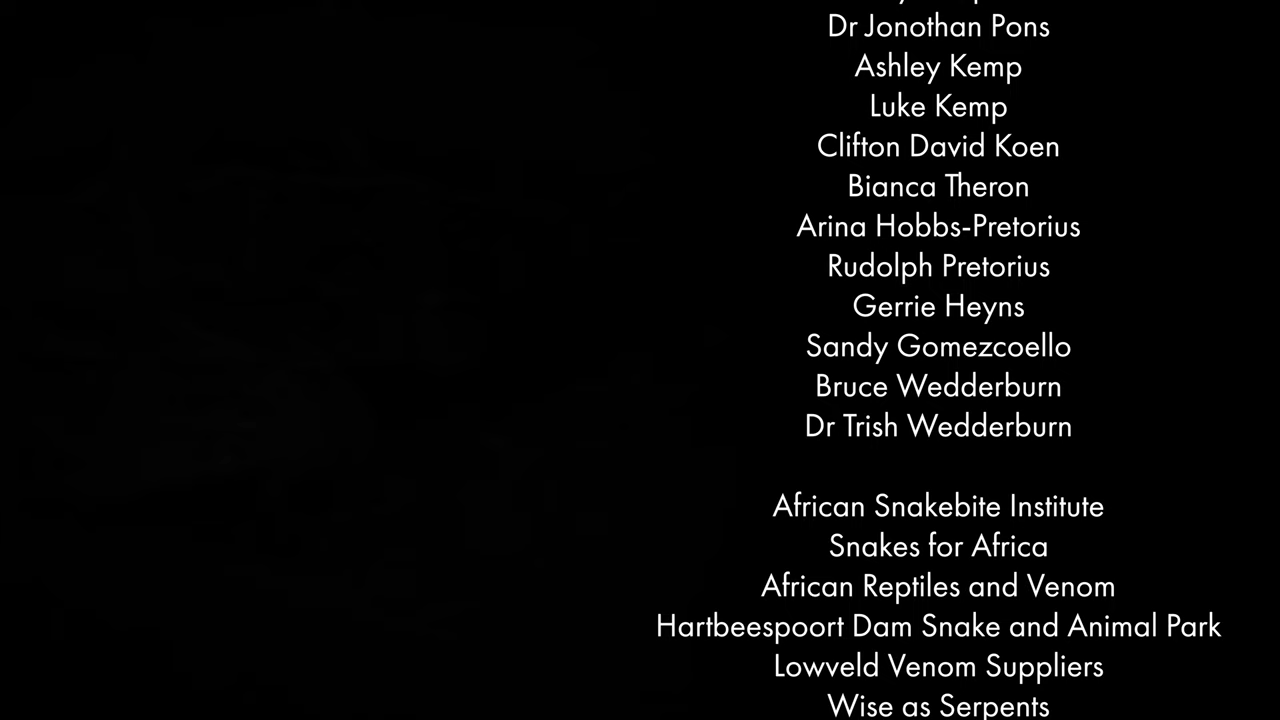 Dr Jonothan Pons
Ashley Kemp
Luke Kemp
Clifton David Koen
Bianca Theron
Arina Hobbs-Pretorius
Rudolph Pretorius
Gerrie Heyns
Sandy Gomezcoello
Bruce Wedderburn
Dr Trish Wedderburn
African Snakebite Institute
Snakes for Africa
African Reptiles and Venom
Hartbeespoort Dam Snake and Animal Park
Lowveld Venom Suppliers
Wise as Serpents